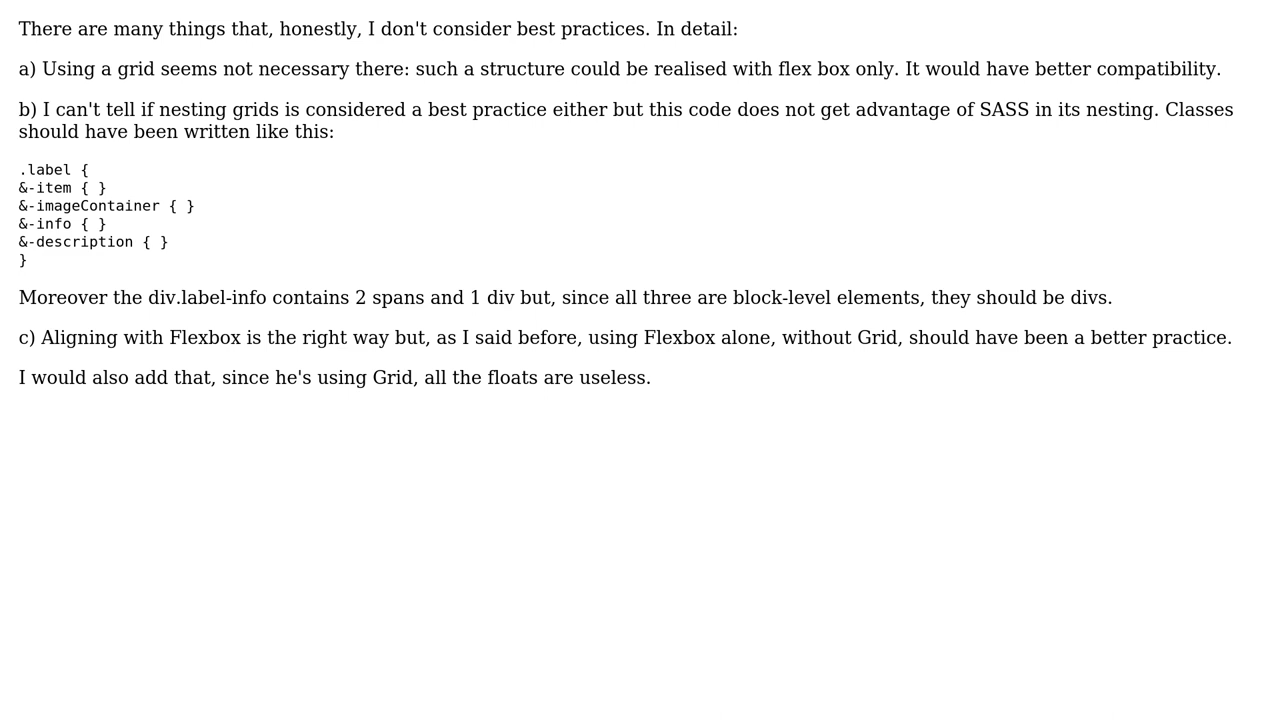 There are many things that, honestly, I don't consider best practices. In detail:
a) Using a grid seems not necessary there: such a structure could be realised with flex box only. It would have better compatibility.
b) I can't tell if nesting grids is considered a best practice either but this code does not get advantage of SASS in its nesting. Classes
should have been written like this:
.label {
&-item { }
&-imageContainer { }
&-info { }
&-description { }
}
Moreover the div.label-info contains 2 spans and 1 div but, since all three are block-level elements, they should be divs.
c) Aligning with Flexbox is the right way but, as I said before, using Flexbox alone, without Grid, should have been a better practice.
I would also add that, since he's using Grid, all the floats are useless.